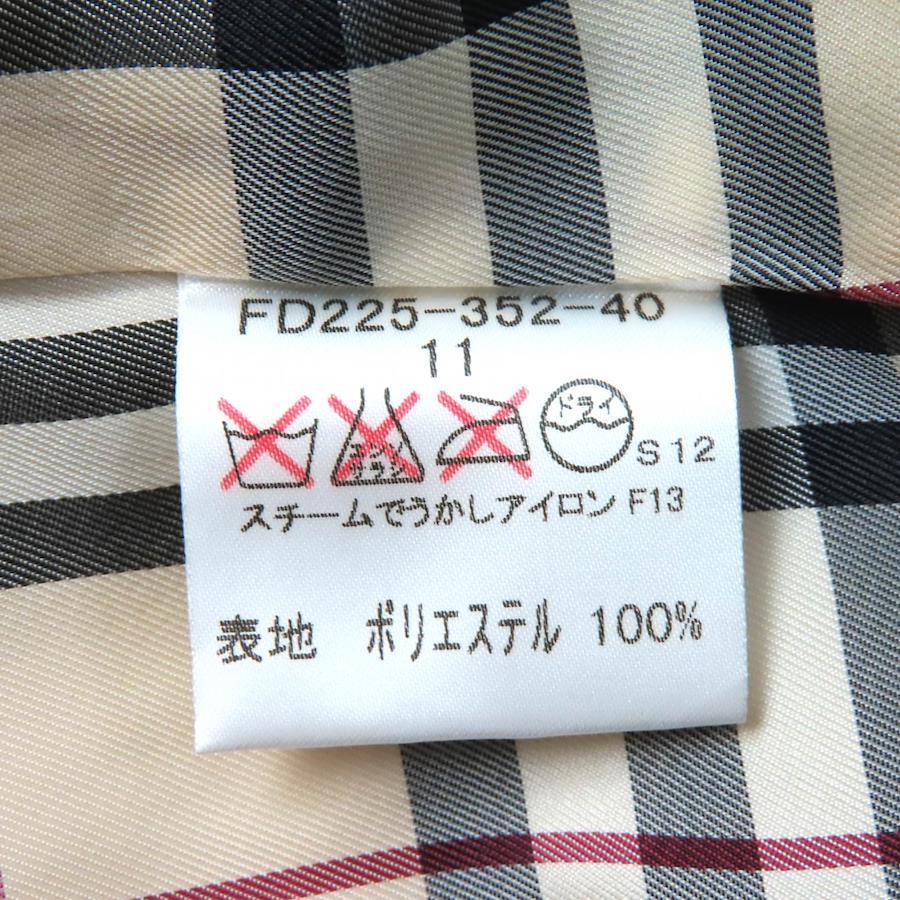 FD225-352-40
11
エンソ サラシ ドライ S12
スチームでうかしアイロン F13
表地 ポリエステル 100%